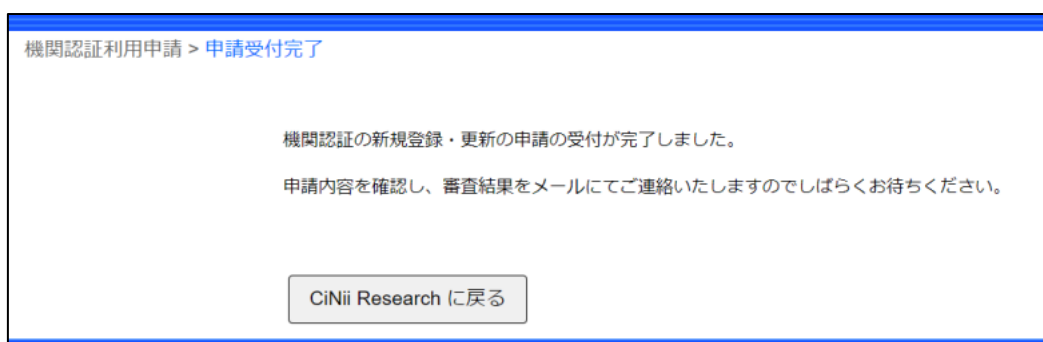 機関認証利用申請 > 申請受付完了
機関認証の新規登録・更新の申請の受付が完了しました。
申請内容を確認し、審査結果をメールにてご連絡いたしますのでしばらくお待ちください。
CiNii Research に戻る